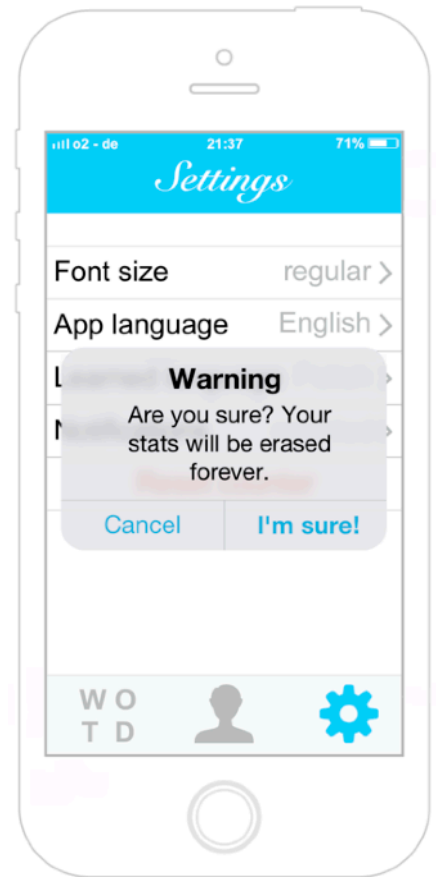 o2 - de 21:37 71%
Settings
Font size regular
App language English
Warning
Are you sure? Your
stats will be erased
forever.
Cancel I'm sure!
W O
T D